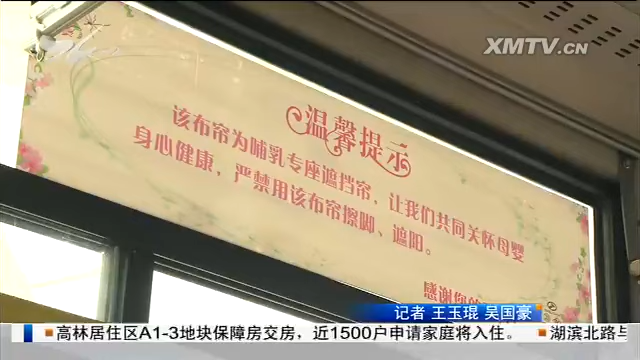 XMTV.CN
温馨提示
该布帘为哺乳专座遮挡帘，让我们共同关怀母婴
身心健康，严禁用该布帘擦脚、遮阳。
感谢您的
记者 王玉琨 吴国豪
高林居住区A1-3地块保障房交房，近1500户申请家庭将入住。 湖滨北路与